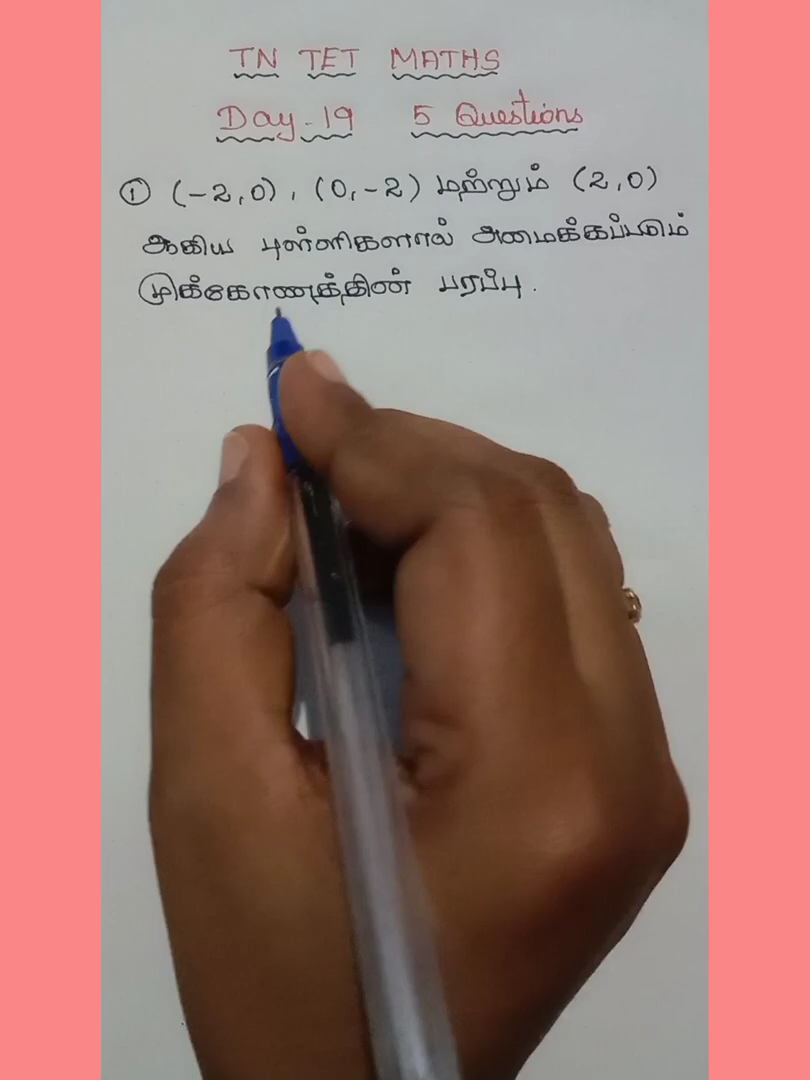 TN TET MATHS
Day-19 5 Questions
① (-2,0), (0,-2) மற்றும் (2,0)
ஆகிய புள்ளிகளால் அமைக்கப்படும்
முக்கோணத்தின் பரப்பு.